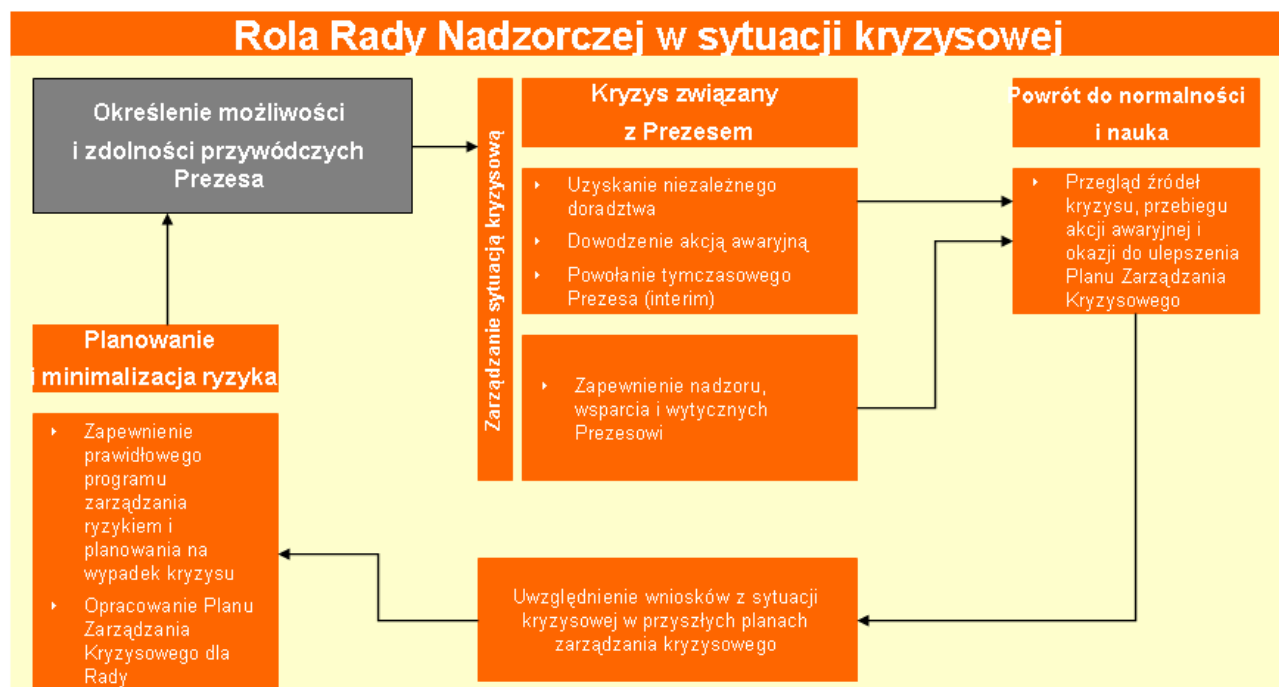 Rola Rady Nadzorczej w sytuacji kryzysowej
Określenie możliwości
i zdolności przywódczych
Prezesa
Planowanie
i minimalizacja ryzyka
Zapewnienie
prawidłowego
programu
zarządzania
ryzykiem i
planowania na
wypadek kryzysu
Opracowanie Planu
Zarządzania
Kryzysowego dla
Rady
Zarządzanie sytuacją kryzysową
Kryzys związany
z Prezesem
Uzyskanie niezależnego
doradztwa
Dowodzenie akcją awaryjną
Powołanie tymczasowego
Prezesa (interim)
Zapewnienie nadzoru,
wsparcia i wytycznych
Prezesowi
Powrót do normalności
i nauka
Przegląd źródeł
kryzysu, przebiegu
akcji awaryjnej i
okazji do ulepszenia
Planu Zarządzania
Kryzysowego
Uwzględnienie wniosków z sytuacji
kryzysowej w przyszłych planach
zarządzania kryzysowego